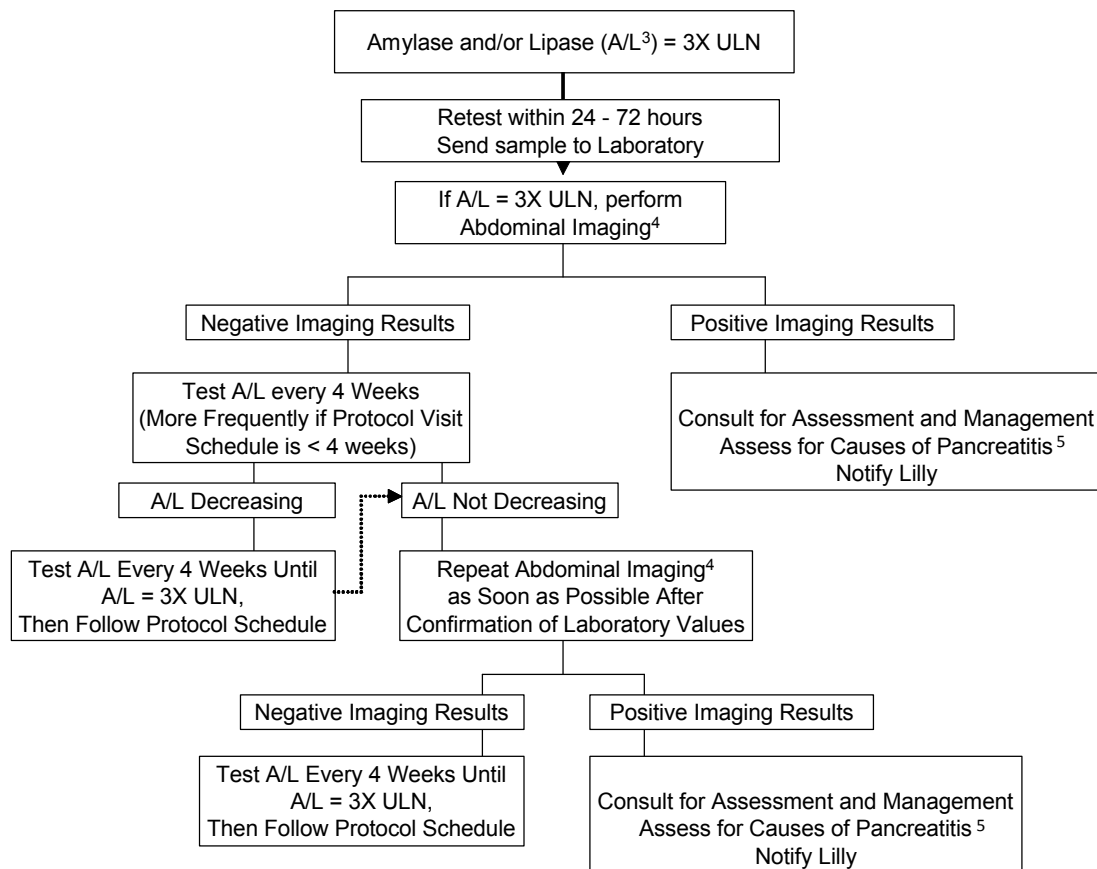 Amylase and/or Lipase (A/L³) = 3X ULN
Retest within 24 - 72 hours
Send sample to Laboratory
If A/L = 3X ULN, perform
Abdominal Imaging⁴
Negative Imaging Results
Positive Imaging Results
Test A/L every 4 Weeks
(More Frequently if Protocol Visit
Schedule is < 4 weeks)
Consult for Assessment and Management
Assess for Causes of Pancreatitis⁵
Notify Lilly
A/L Decreasing
A/L Not Decreasing
Test A/L Every 4 Weeks Until
A/L = 3X ULN,
Then Follow Protocol Schedule
Repeat Abdominal Imaging⁴
as Soon as Possible After
Confirmation of Laboratory Values
Negative Imaging Results
Positive Imaging Results
Test A/L Every 4 Weeks Until
A/L = 3X ULN,
Then Follow Protocol Schedule
Consult for Assessment and Management
Assess for Causes of Pancreatitis⁵
Notify Lilly